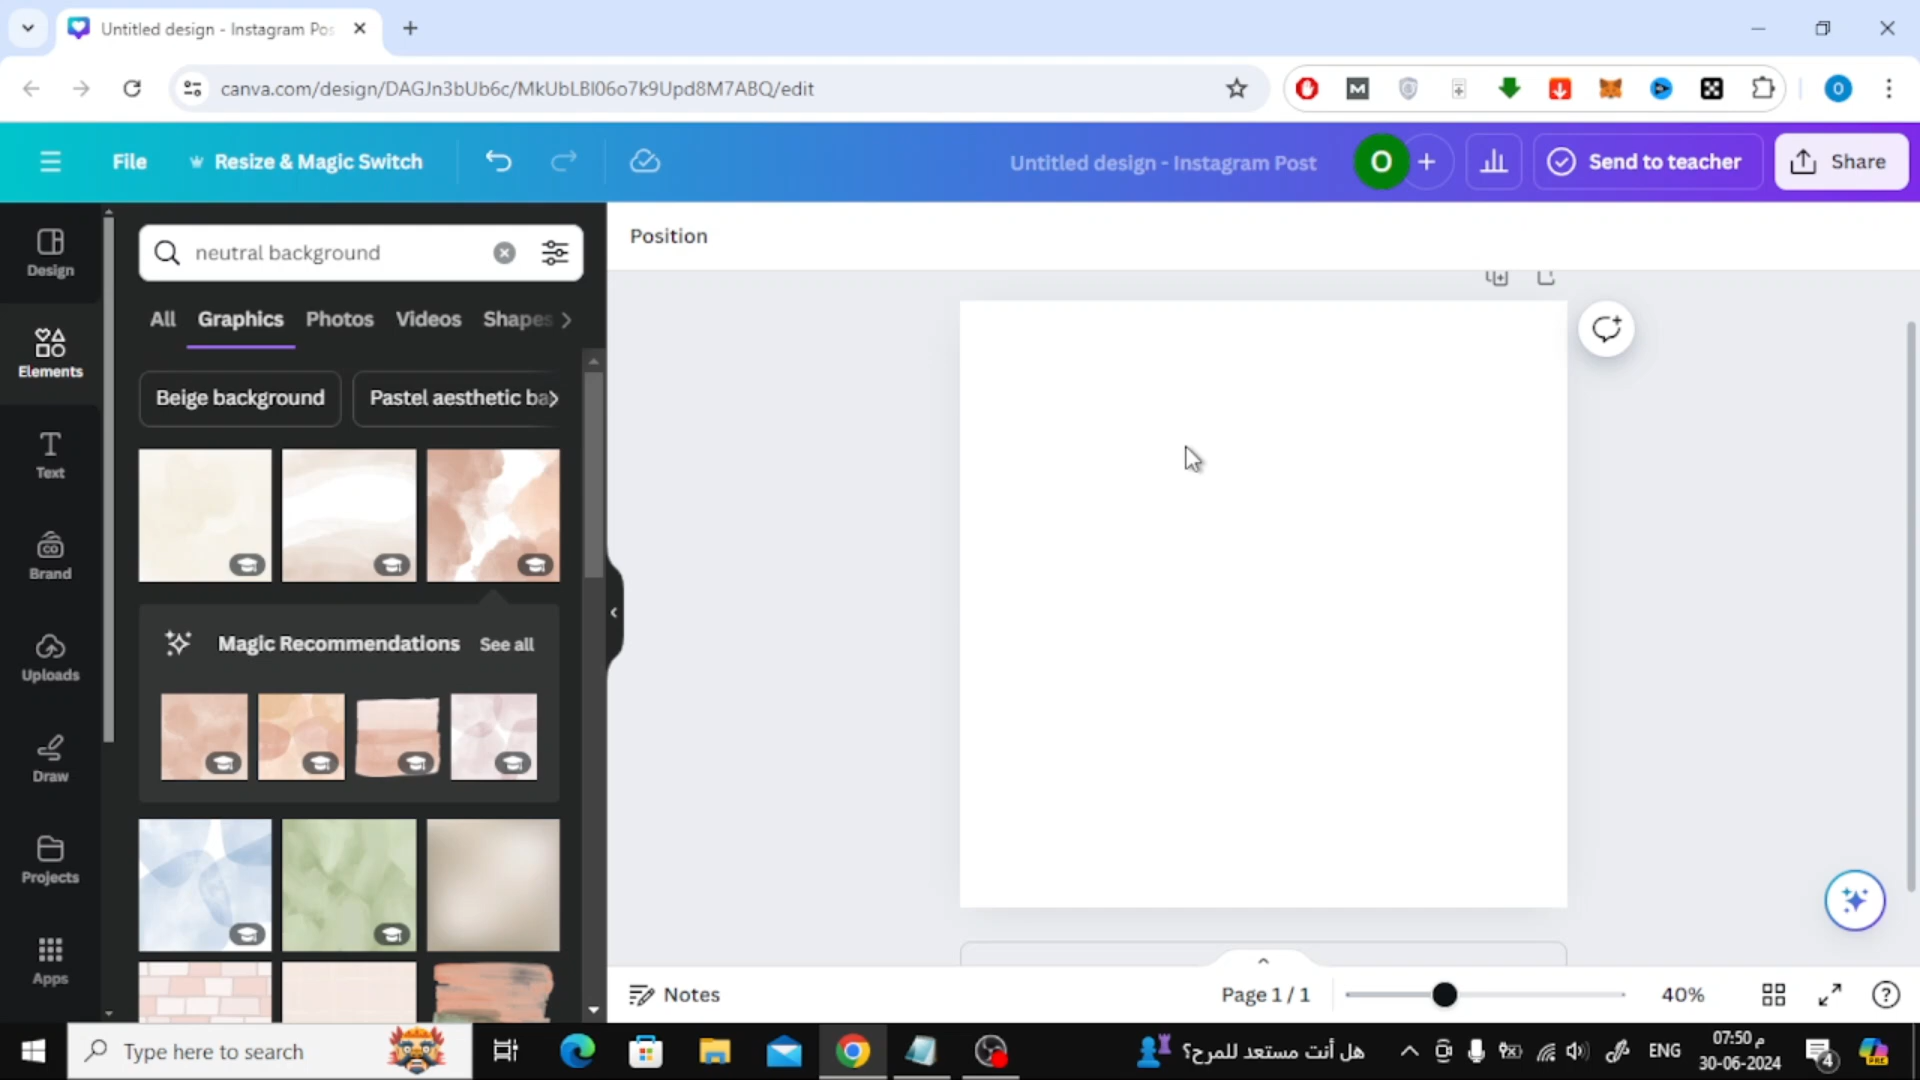 Untitled design - Instagram Pos
canva.com/design/DAGJn3bUb6c/MkUbLBl06o7k9Upd8M7ABQ/edit
File
Resize & Magic Switch
Untitled design - Instagram Post
O
Send to teacher
Share
Design
Elements
Text
Brand
Uploads
Draw
Projects
Apps
neutral background
All
Graphics
Photos
Videos
Shapes
Beige background
Pastel aesthetic ba
Magic Recommendations
See all
Position
Notes
Page 1 / 1
40%
Type here to search
هل أنت مستعد للمرح؟
ENG
07:50 م
30-06-2024
4